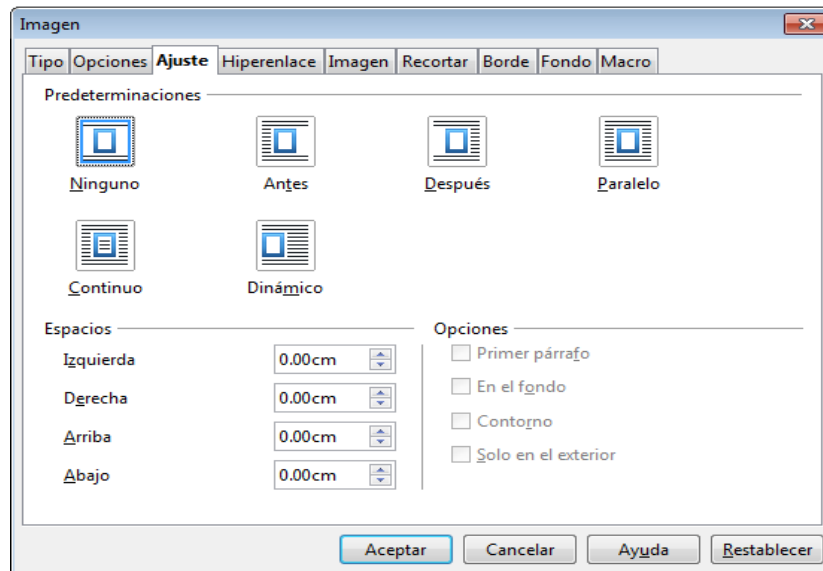 Imagen
Tipo Opciones Ajuste Hiperenlace Imagen Recortar Borde Fondo Macro
Predeterminaciones
Ninguno Antes Después Paralelo
Continuo Dinámico
Espacios Opciones
Izquierda 0.00cm Primer párrafo
Derecha 0.00cm En el fondo
Arriba 0.00cm Contorno
Abajo 0.00cm Solo en el exterior
Aceptar Cancelar Ayuda Restablecer